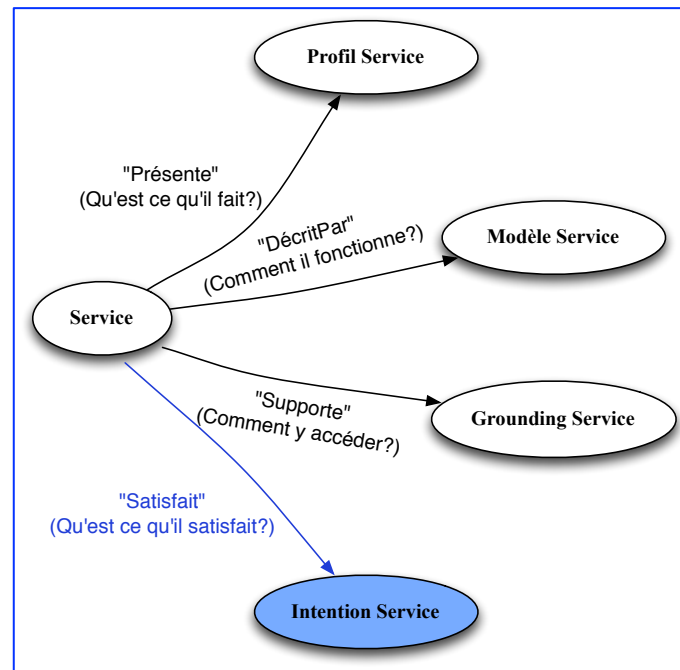 Profil Service
"Présente"
(Qu'est ce qu'il fait?)
"DécritPar"
(Comment il fonctionne?)
Modèle Service
Service
"Supporte"
(Comment y accéder?)
Grounding Service
"Satisfait"
(Qu'est ce qu'il satisfait?)
Intention Service